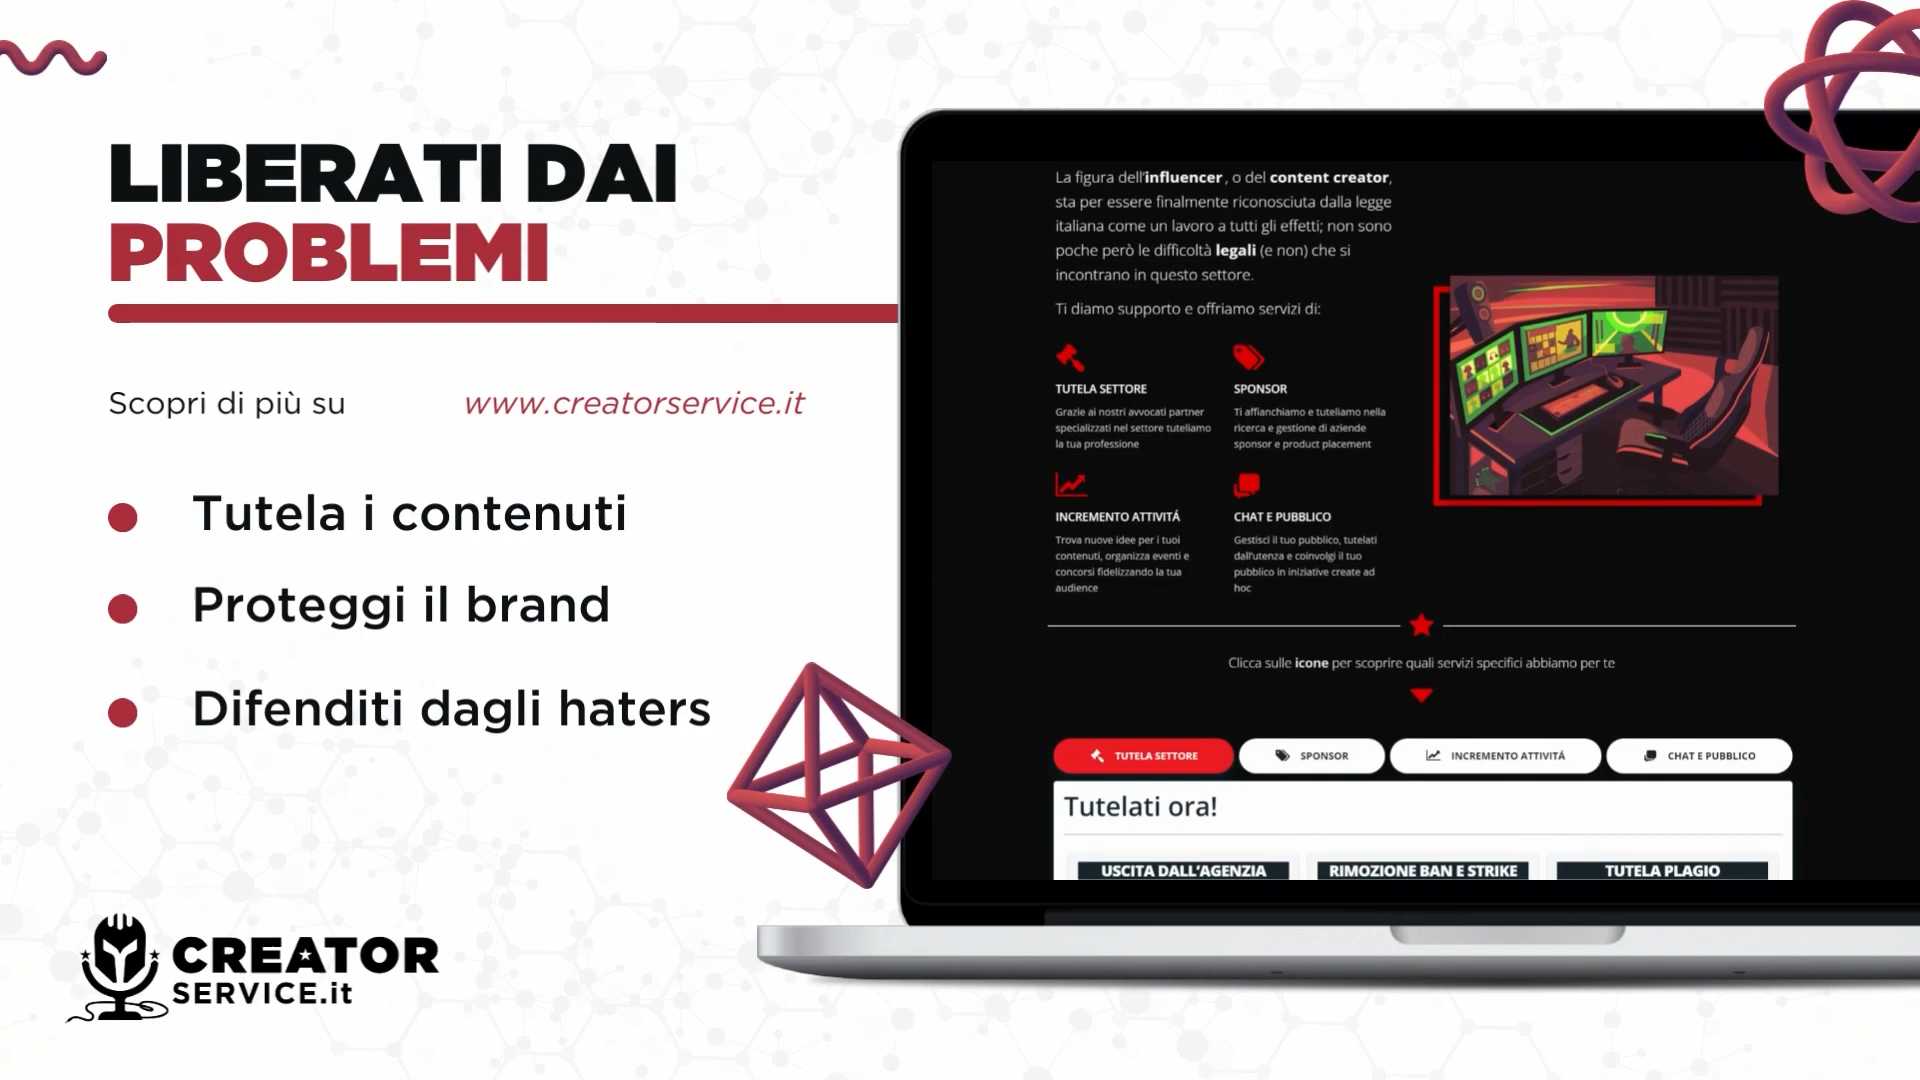 LIBERATI DAI
PROBLEMI
Scopri di più su www.creatorservice.it
Tutela i contenuti
Proteggi il brand
Difenditi dagli haters
CREATOR
SERVICE.it
La figura dell'influencer, o del content creator,
sta per essere finalmente riconosciuta dalla legge
italiana come un lavoro a tutti gli effetti; non sono
poche però le difficoltà legali (e non) che si
incontrano in questo settore.
Ti diamo supporto e offriamo servizi di:
TUTELA SETTORE
Grazie ai nostri avvocati partner
specializzati nel settore tuteliamo
la tua professione
SPONSOR
Ti affianchiamo e tuteliamo nella
ricerca e gestione di aziende
sponsor e product placement
INCREMENTO ATTIVITÁ
Trova nuove idee per i tuoi
contenuti, organizza eventi e
concorsi fidelizzando la tua
audience
CHAT E PUBBLICO
Gestisci il tuo pubblico, tutelati
dall'utenza e coinvolgi il tuo
pubblico in iniziative create ad
hoc
Clicca sulle icone per scoprire quali servizi specifici abbiamo per te
TUTELA SETTORE SPONSOR INCREMENTO ATTIVITÁ CHAT E PUBBLICO
Tutelati ora!
USCITA DALL'AGENZIA RIMOZIONE BAN E STRIKE TUTELA PLAGIO